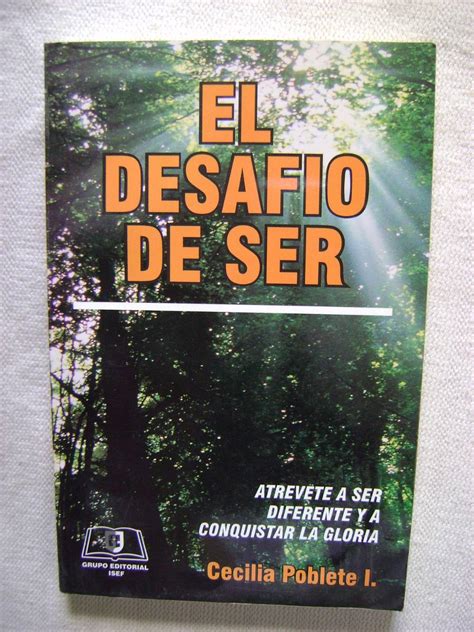 EL
DESAFIO
DE SER
ATREVETE A SER
DIFERENTE Y A
CONQUISTAR LA GLORIA
Cecilia Poblete I.
GRUPO EDITORIAL
ISEF